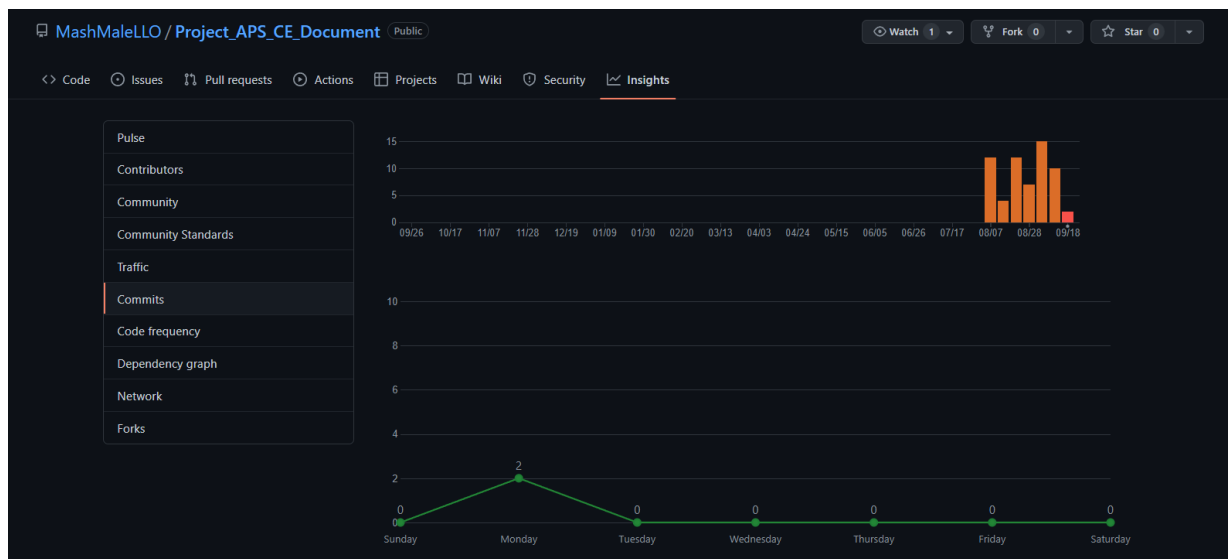 MashMaleLLO / Project_APS_CE_Document Public Watch 1 Fork 0 Star 0
<> Code Issues Pull requests Actions Projects Wiki Security Insights
Pulse
Contributors
Community
Community Standards
Traffic
Commits
Code frequency
Dependency graph
Network
Forks
15
10
5
0
09/26 10/17 11/07 11/28 12/19 01/09 01/30 02/20 03/13 04/03 04/24 05/15 06/05 06/26 07/17 08/07 08/28 09/18
10
8
6
4
2
0
0 2 0 0 0 0 0
Sunday Monday Tuesday Wednesday Thursday Friday Saturday